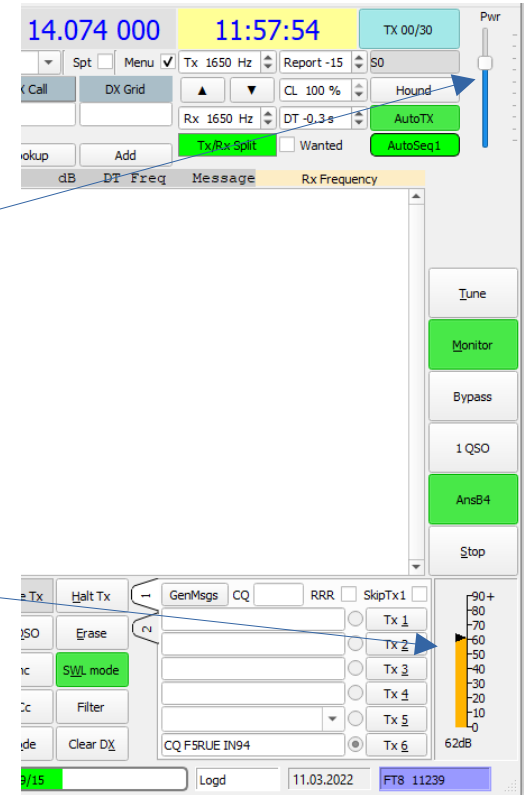 Pwr
14.074 000 11:57:54 TX 00/30
Spt Menu Tx 1650 Hz Report -15 S0
Call DX Grid CL 100 % Hound
Rx 1650 Hz DT -0,3 s AutoTX
Add Tx/Rx Split Wanted AutoSeq1
dB DT Freq Message Rx Frequency
Tune
Monitor
Bypass
1 QSO
AnsB4
Stop
Tx Halt Tx 1 GenMsgs CQ RRR SkipTx1 90+
80
Tx 1 70
QSO Erase 2 Tx 2 60
50
SWL mode Tx 3 40
30
Filter Tx 4 20
Tx 5 10
0
Clear DX CQ F5RUE IN94 Tx 6 62dB
9/15 Logd 11.03.2022 FT8 11239